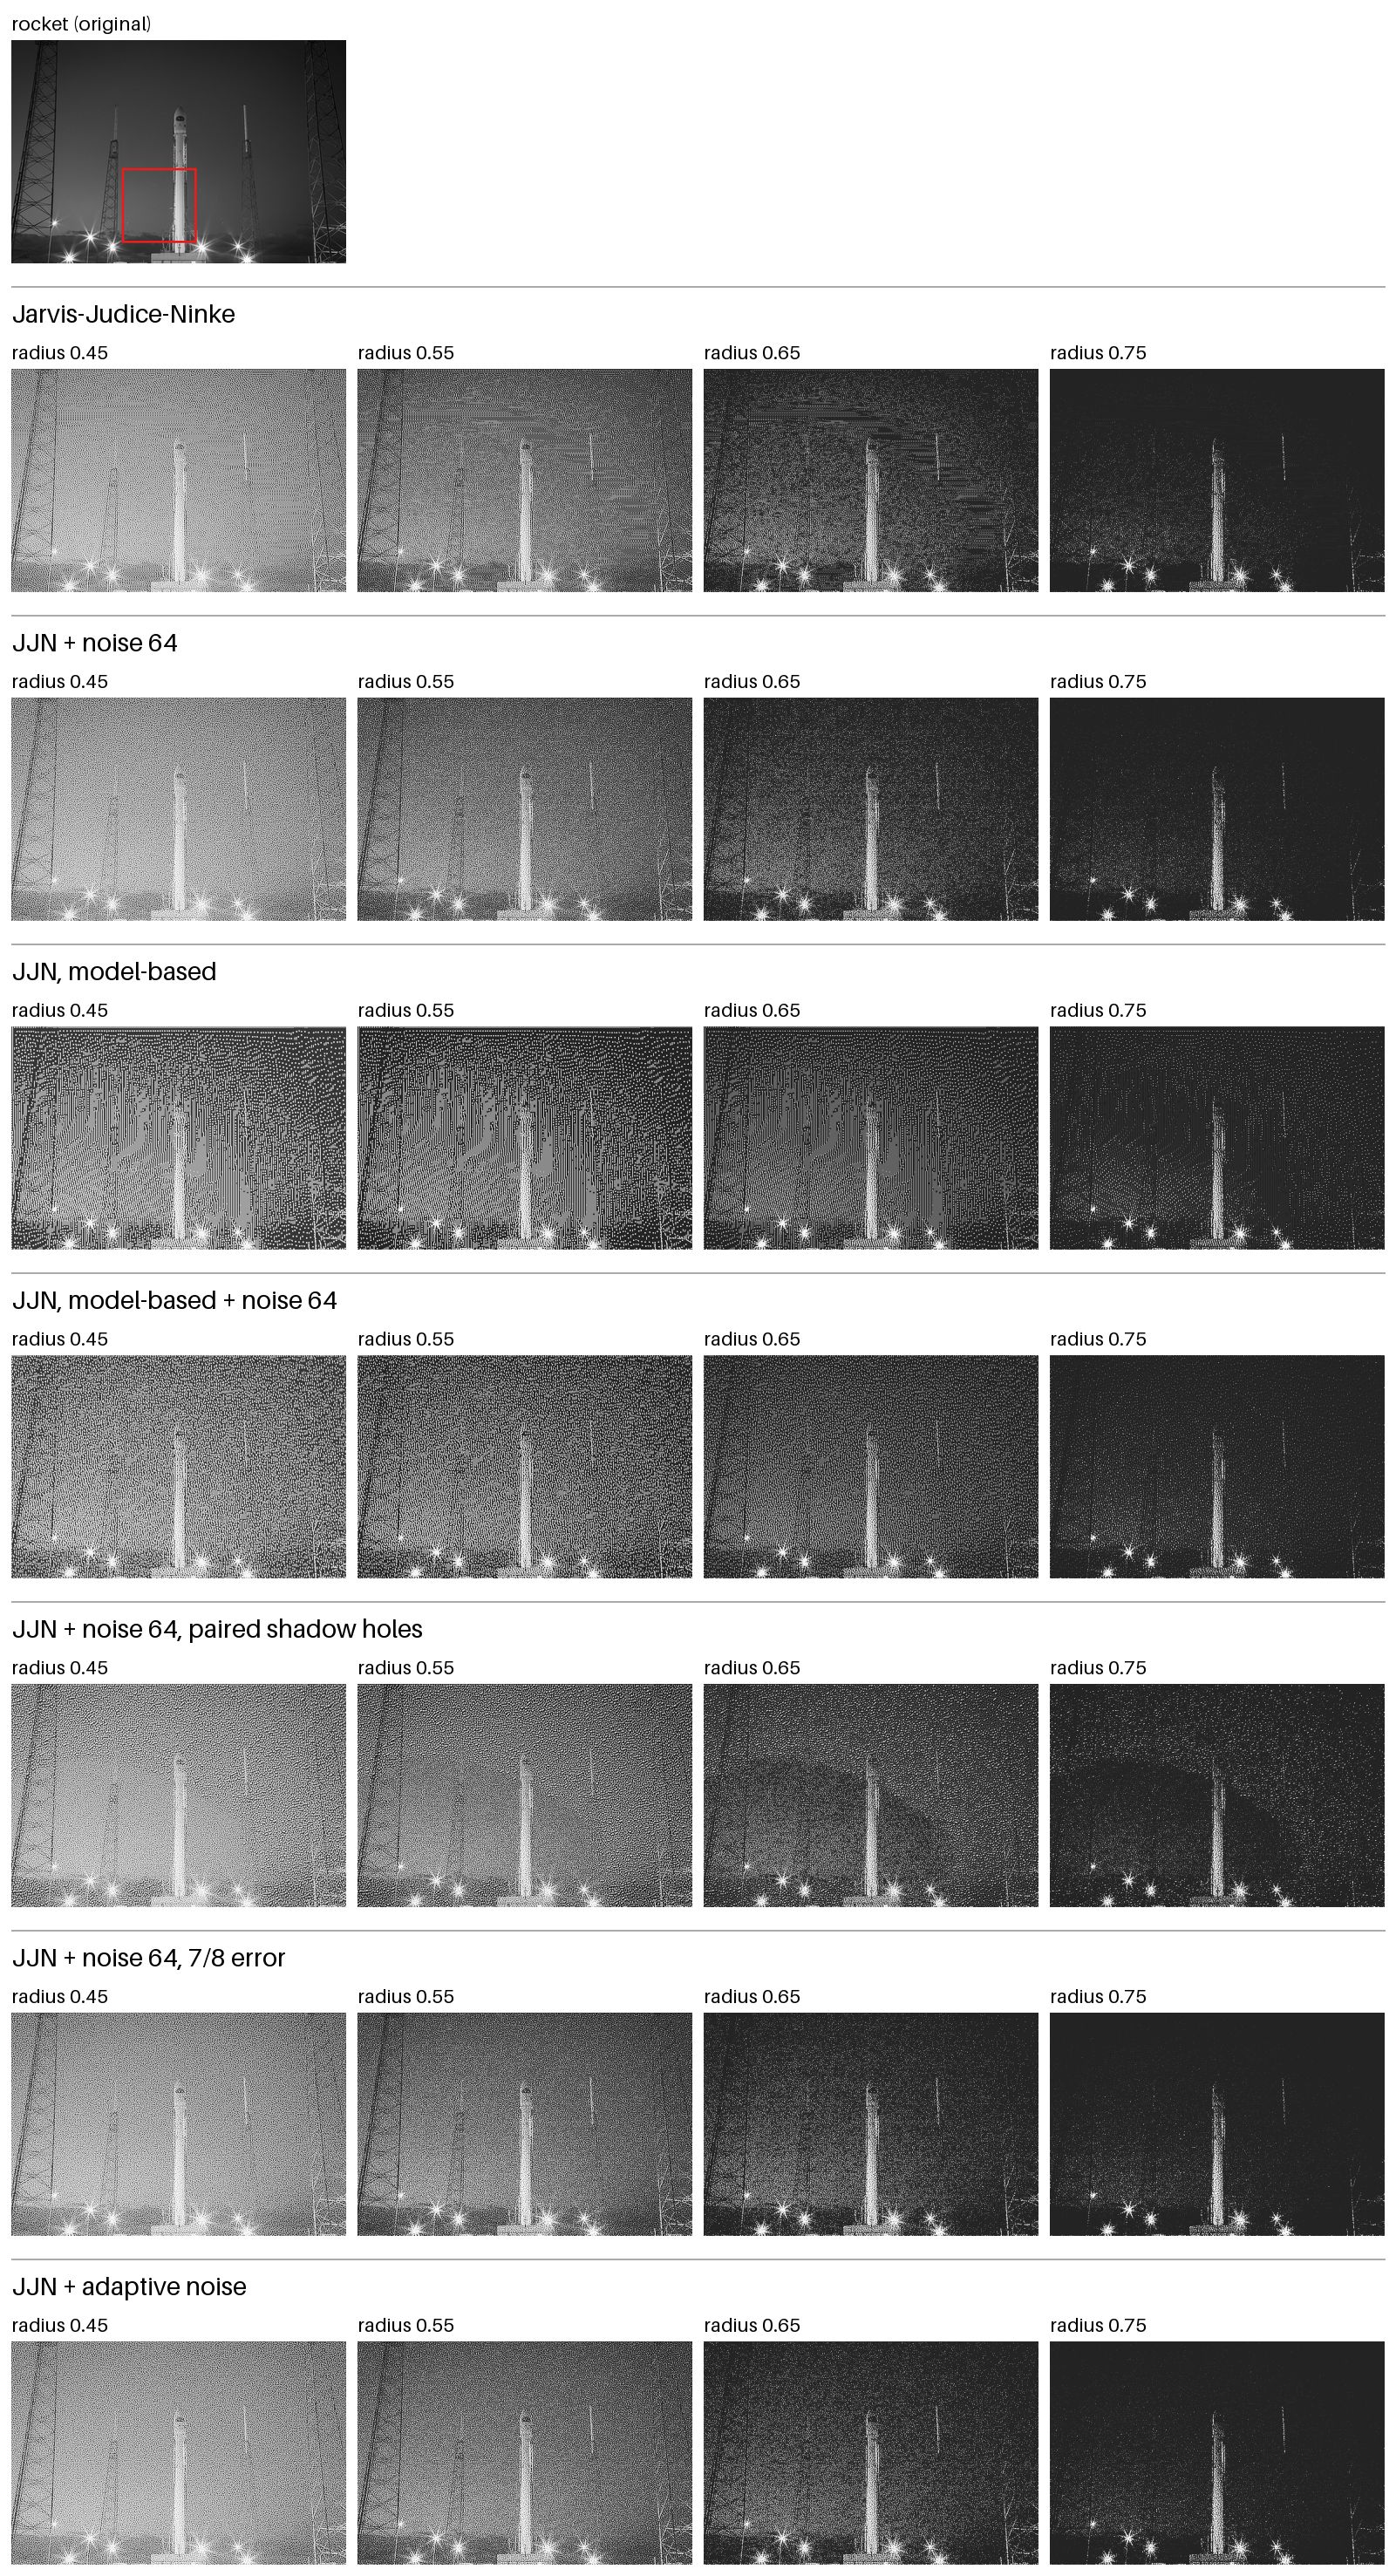 rocket (original)
Jarvis-Judice-Ninke
radius 0.45 radius 0.55 radius 0.65 radius 0.75
JJN + noise 64
radius 0.45 radius 0.55 radius 0.65 radius 0.75
JJN, model-based
radius 0.45 radius 0.55 radius 0.65 radius 0.75
JJN, model-based + noise 64
radius 0.45 radius 0.55 radius 0.65 radius 0.75
JJN + noise 64, paired shadow holes
radius 0.45 radius 0.55 radius 0.65 radius 0.75
JJN + noise 64, 7/8 error
radius 0.45 radius 0.55 radius 0.65 radius 0.75
JJN + adaptive noise
radius 0.45 radius 0.55 radius 0.65 radius 0.75